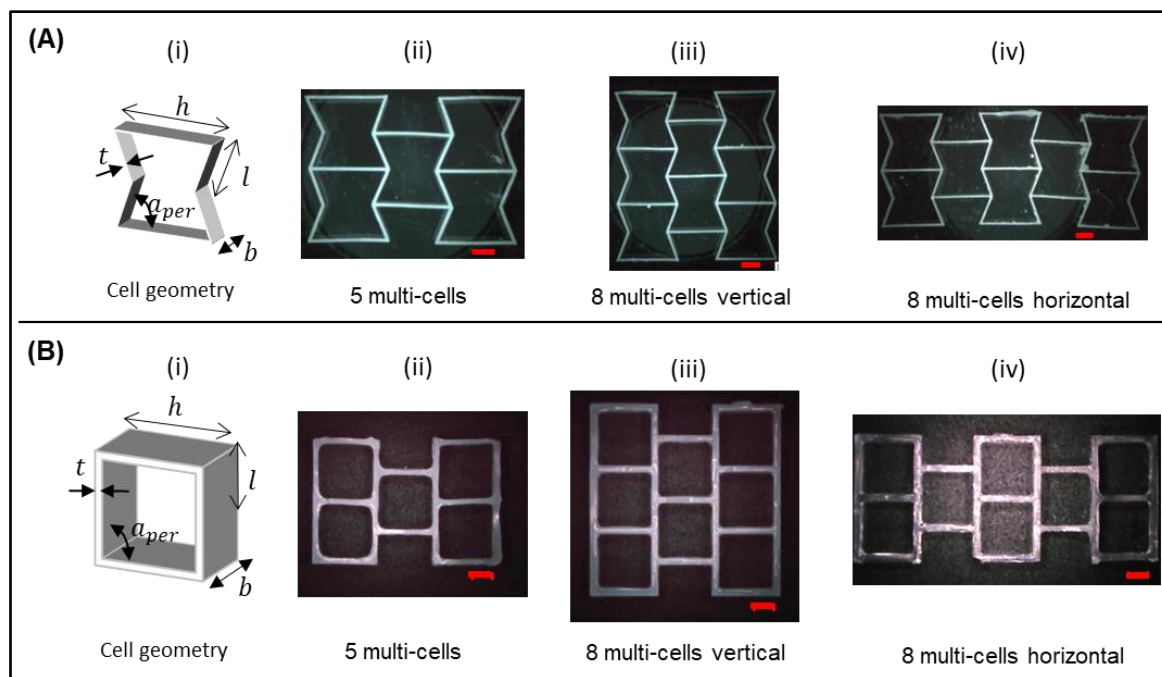 (A)
(i) (ii) (iii) (iv)
h
t
l
a_per
b
Cell geometry 5 multi-cells 8 multi-cells vertical 8 multi-cells horizontal
(B)
(i) (ii) (iii) (iv)
h
t
l
a_per
b
Cell geometry 5 multi-cells 8 multi-cells vertical 8 multi-cells horizontal